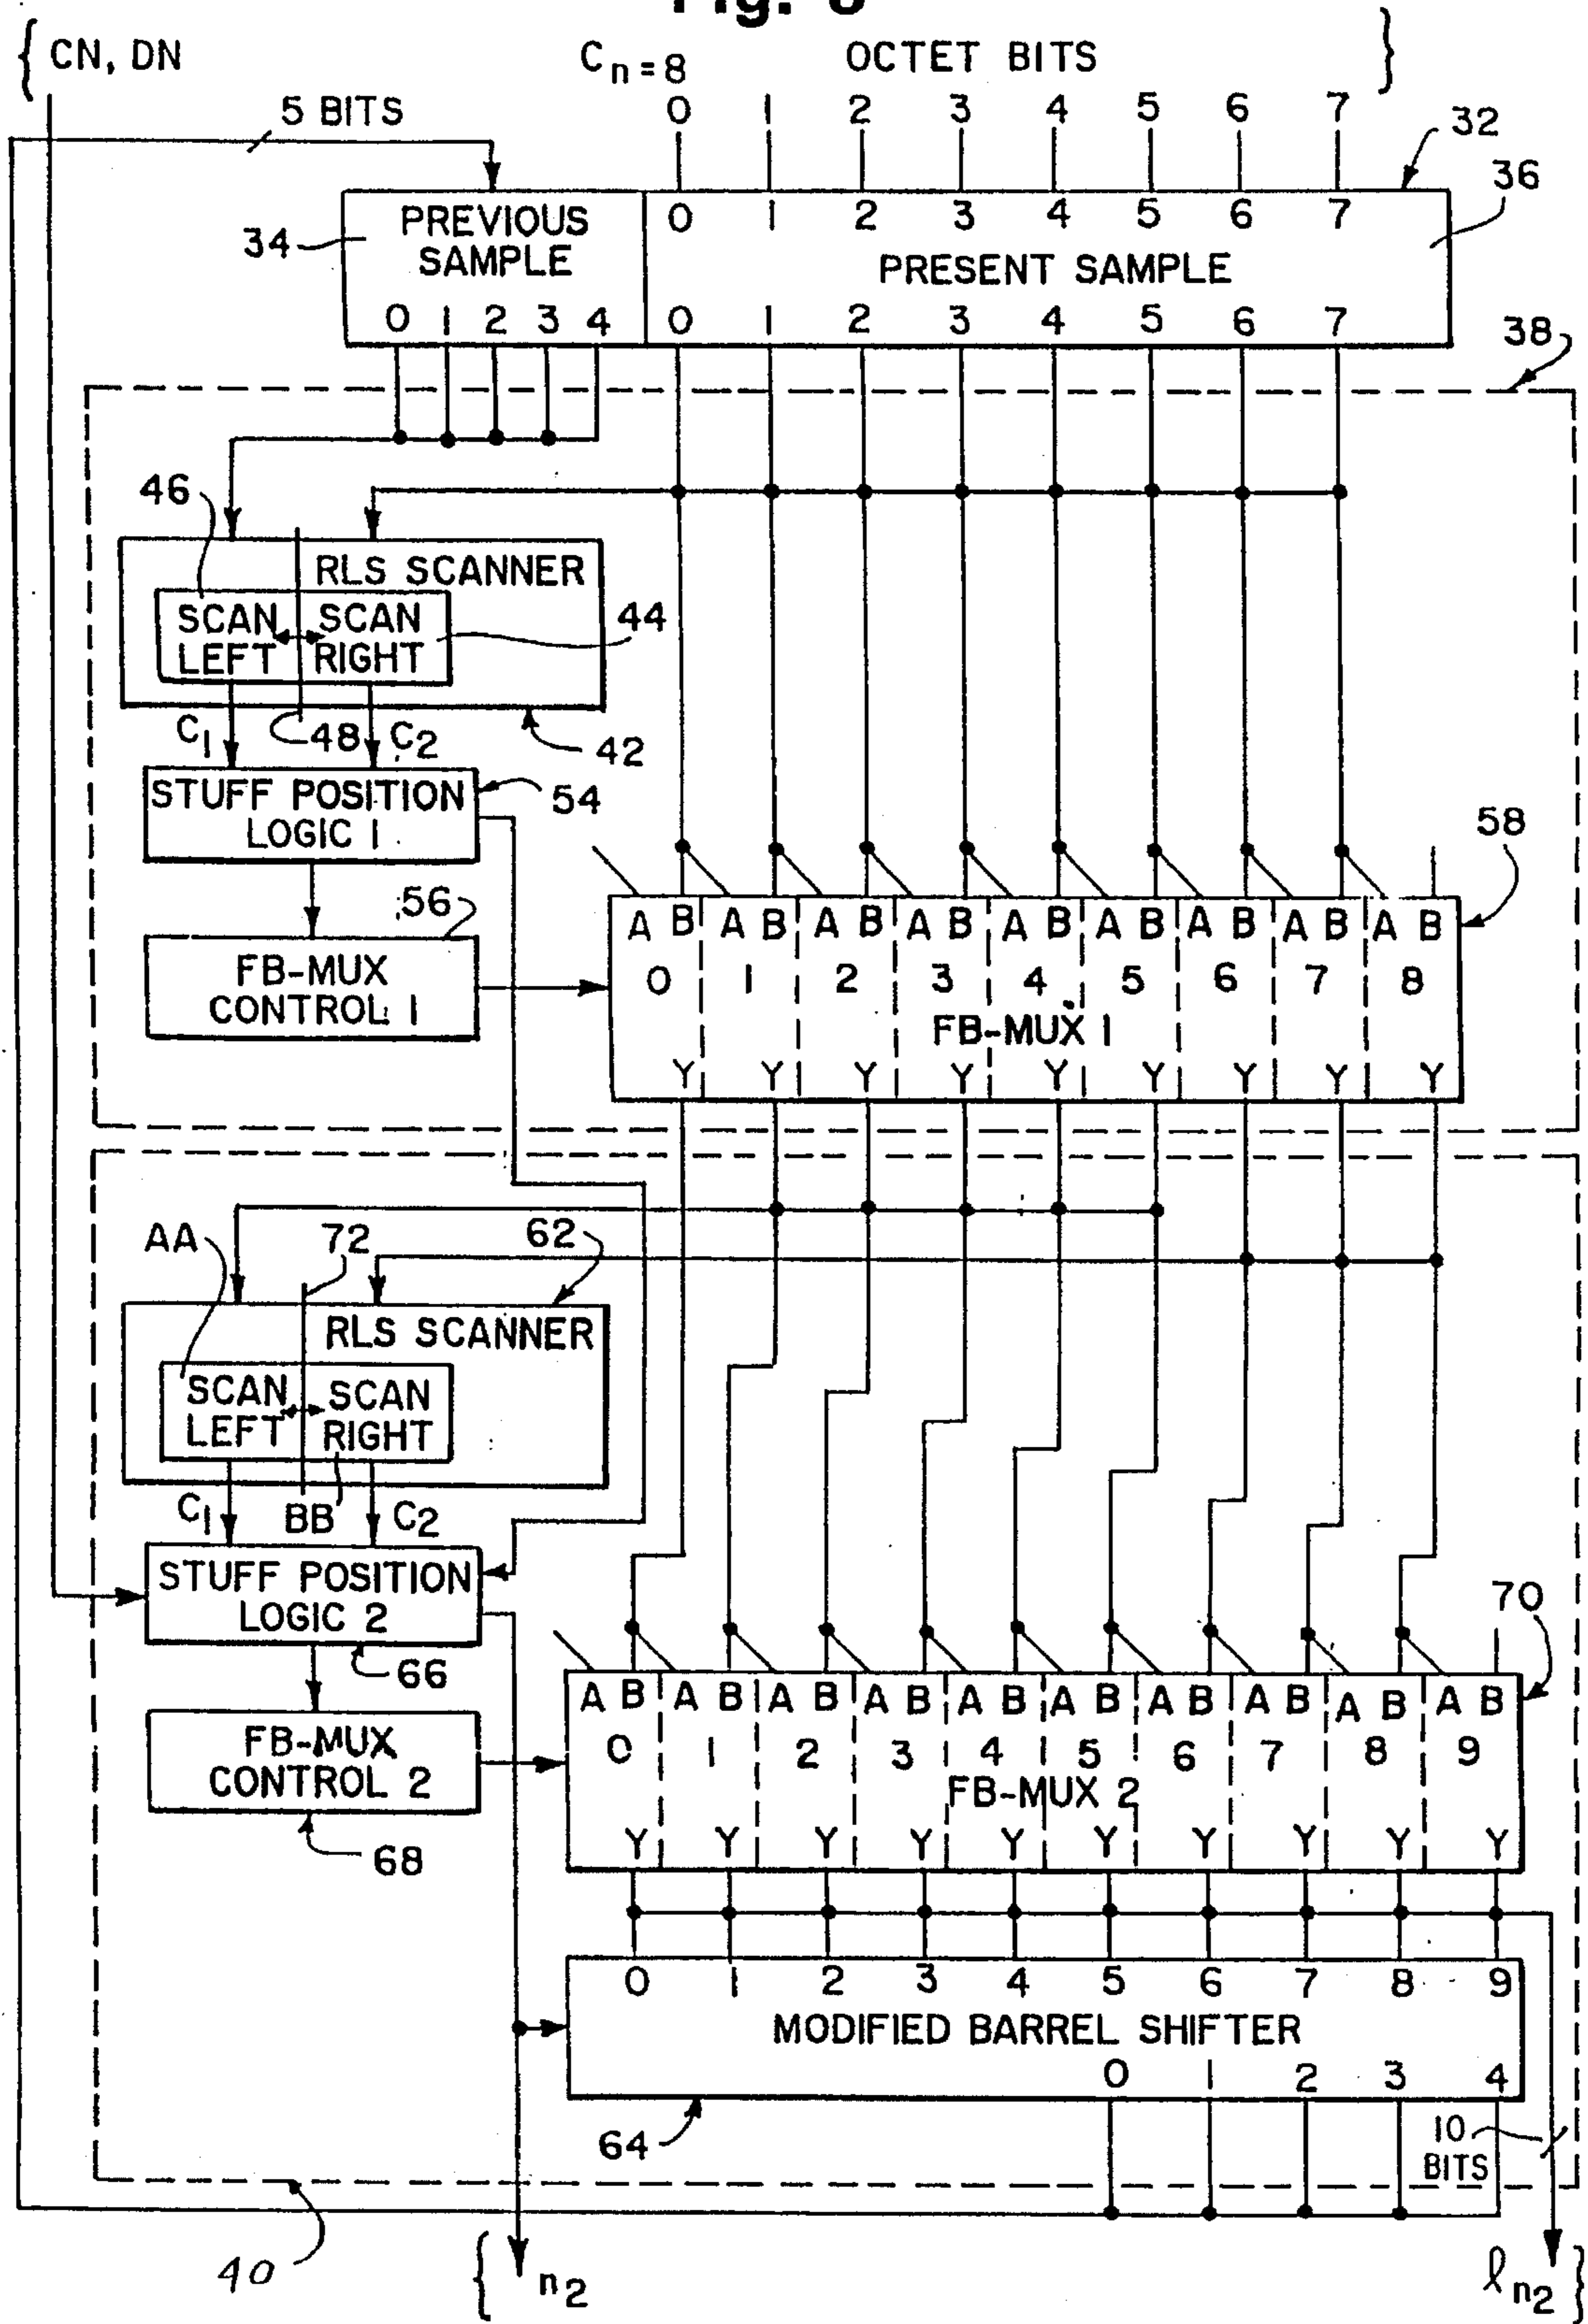 { CN, DN Cn=8 OCTET BITS }
5 BITS 0 1 2 3 4 5 6 7
32
36
PREVIOUS SAMPLE 0 1 2 3 4 5 6 7
34
PRESENT SAMPLE
0 1 2 3 4 0 1 2 3 4 5 6 7
38
46
RLS SCANNER
SCAN LEFT SCAN RIGHT
44
C1 48 C2
42
STUFF POSITION
LOGIC 1
54
58
56
A B A B A B A B A B A B A B A B A B
FB-MUX
CONTROL 1
0 1 2 3 4 5 6 7 8
FB-MUX 1
Y Y Y Y Y Y Y Y Y
AA 72 62
RLS SCANNER
SCAN LEFT SCAN RIGHT
C1 BB C2
STUFF POSITION
LOGIC 2
66
70
A B A B A B A B A B A B A B A B A B A B
FB-MUX
CONTROL 2
0 1 2 3 4 5 6 7 8 9
FB-MUX 2
68
Y Y Y Y Y Y Y Y Y Y
0 1 2 3 4 5 6 7 8 9
MODIFIED BARREL SHIFTER
0 1 2 3 4
64
10
BITS
40
{ n2 ln2 }